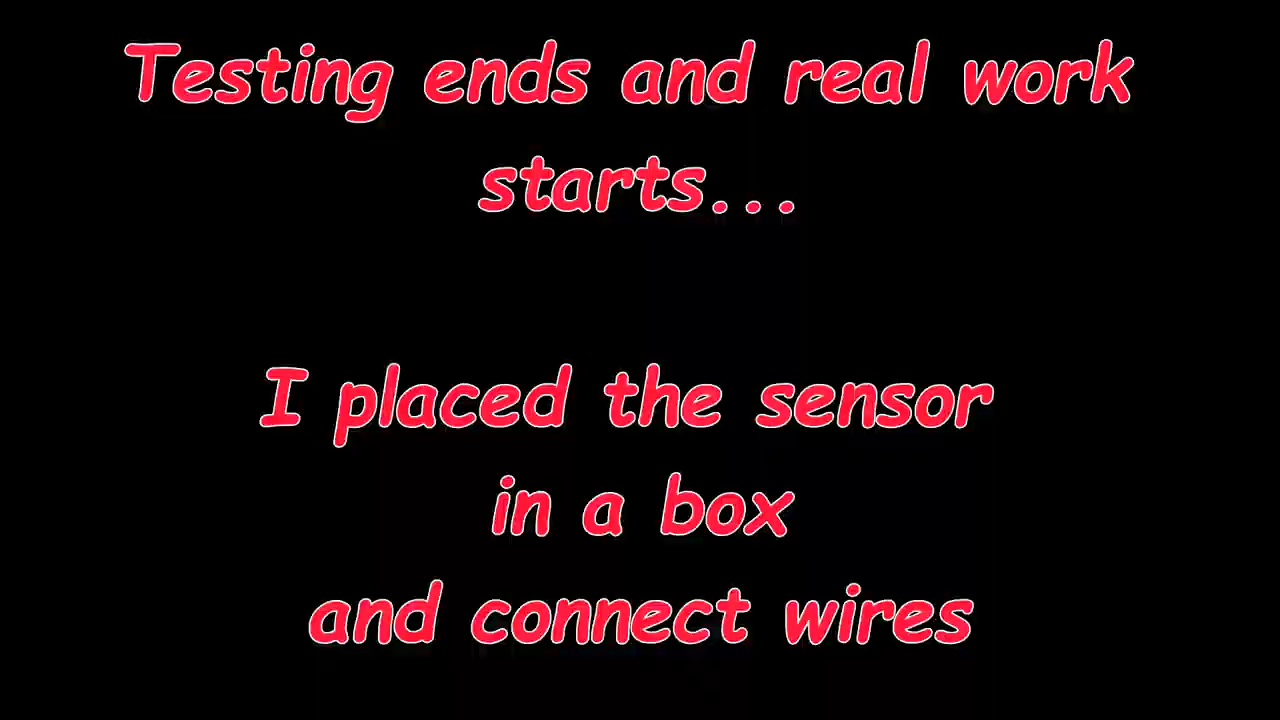 Testing ends and real work
starts...
I placed the sensor
in a box
and connect wires